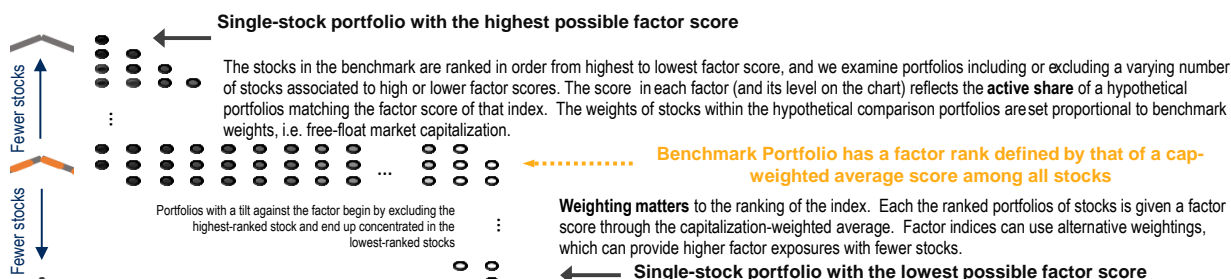 Single-stock portfolio with the highest possible factor score
Fewer stocks
The stocks in the benchmark are ranked in order from highest to lowest factor score, and we examine portfolios including or excluding a varying number
of stocks associated to high or lower factor scores. The score in each factor (and its level on the chart) reflects the active share of a hypothetical
portfolios matching the factor score of that index. The weights of stocks within the hypothetical comparison portfolios are set proportional to benchmark
weights, i.e. free-float market capitalization.
...
...
Benchmark Portfolio has a factor rank defined by that of a cap-
weighted average score among all stocks
Fewer stocks
Portfolios with a tilt against the factor begin by excluding the
highest-ranked stock and end up concentrated in the
lowest-ranked stocks
...
Weighting matters to the ranking of the index. Each the ranked portfolios of stocks is given a factor
score through the capitalization-weighted average. Factor indices can use alternative weightings,
which can provide higher factor exposures with fewer stocks.
Single-stock portfolio with the lowest possible factor score